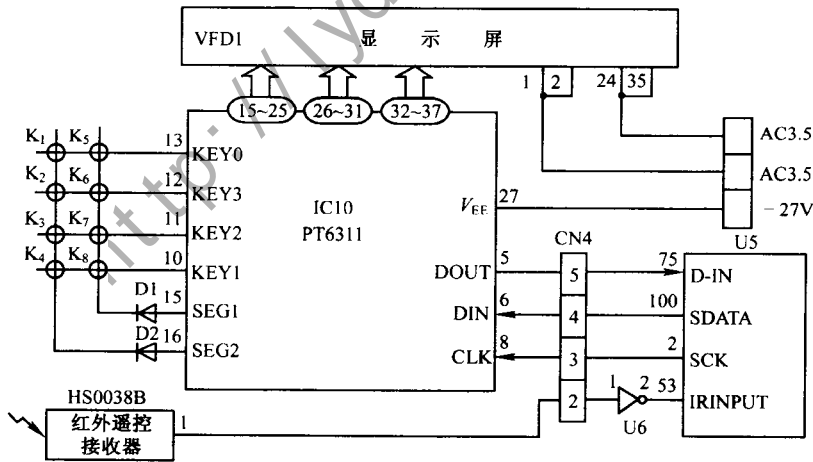 VFD1 显示屏
1 2 24 35
15~25 26~31 32~37
AC3.5
AC3.5
−27V
K₁ K₅ 13 KEY0
K₂ K₆ 12 KEY3
K₃ K₇ 11 KEY2
K₄ K₈ 10 KEY1
D1 15 SEG1
D2 16 SEG2
IC10
PT6311
V_EE 27
DOUT 5
DIN 6
CLK 8
CN4
5
4
3
2
U5
75 D-IN
100 SDATA
2 SCK
53 IRINPUT
1 2
U6
HS0038B
红外遥控
接收器
1